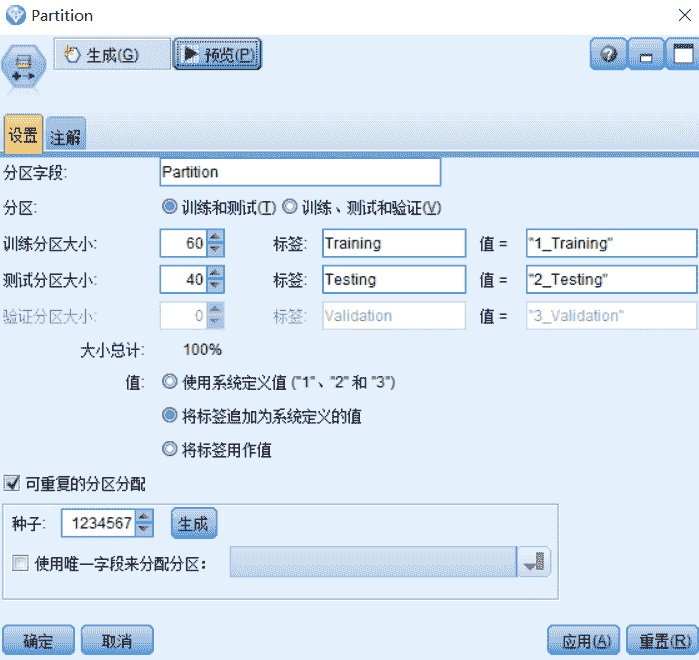 Partition
生成(G) 预览(P)
设置 注解
分区字段: Partition
分区: 训练和测试(T) 训练、测试和验证(V)
训练分区大小: 60 标签: Training 值 = "1_Training"
测试分区大小: 40 标签: Testing 值 = "2_Testing"
验证分区大小: 0 标签: Validation 值 = "3_Validation"
大小总计: 100%
值: 使用系统定义值 ("1"、"2" 和 "3")
将标签追加为系统定义的值
将标签用作值
可重复的分区分配
种子: 1234567 生成
使用唯一字段来分配分区:
确定 取消 应用(A) 重置(R)